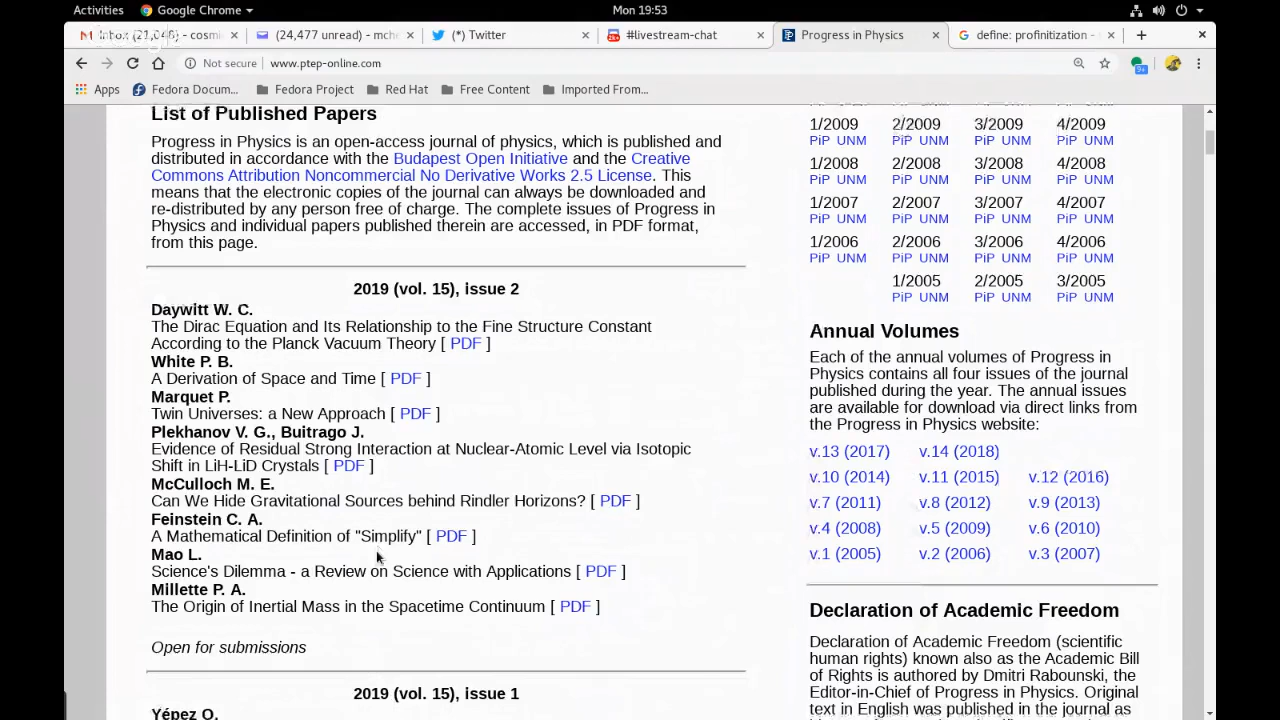 Activities
Google Chrome
Mon 19:53
- cosmi
(24,477 unread) - mche
(*) Twitter
#livestream-chat
Progress in Physics
define: profinitization -
Not secure
www.ptep-online.com
Apps
Fedora Docum...
Fedora Project
Red Hat
Free Content
Imported From...
9+
List of Published Papers
Progress in Physics is an open-access journal of physics, which is published and
distributed in accordance with the Budapest Open Initiative and the Creative
Commons Attribution Noncommercial No Derivative Works 2.5 License. This
means that the electronic copies of the journal can always be downloaded and
re-distributed by any person free of charge. The complete issues of Progress in
Physics and individual papers published therein are accessed, in PDF format,
from this page.
2019 (vol. 15), issue 2
Daywitt W. C.
The Dirac Equation and Its Relationship to the Fine Structure Constant
According to the Planck Vacuum Theory [ PDF ]
White P. B.
A Derivation of Space and Time [ PDF ]
Marquet P.
Twin Universes: a New Approach [ PDF ]
Plekhanov V. G., Buitrago J.
Evidence of Residual Strong Interaction at Nuclear-Atomic Level via Isotopic
Shift in LiH-LiD Crystals [ PDF ]
McCulloch M. E.
Can We Hide Gravitational Sources behind Rindler Horizons? [ PDF ]
Feinstein C. A.
A Mathematical Definition of "Simplify" [ PDF ]
Mao L.
Science's Dilemma - a Review on Science with Applications [ PDF ]
Millette P. A.
The Origin of Inertial Mass in the Spacetime Continuum [ PDF ]
Open for submissions
2019 (vol. 15), issue 1
Yépez O.
1/2009 2/2009 3/2009 4/2009
PiP UNM PiP UNM PiP UNM PiP UNM
1/2008 2/2008 3/2008 4/2008
PiP UNM PiP UNM PiP UNM PiP UNM
1/2007 2/2007 3/2007 4/2007
PiP UNM PiP UNM PiP UNM PiP UNM
1/2006 2/2006 3/2006 4/2006
PiP UNM PiP UNM PiP UNM PiP UNM
1/2005 2/2005 3/2005
PiP UNM PiP UNM PiP UNM
Annual Volumes
Each of the annual volumes of Progress in
Physics contains all four issues of the journal
published during the year. The annual issues
are available for download via direct links from
the Progress in Physics website:
v.13 (2017) v.14 (2018)
v.10 (2014) v.11 (2015) v.12 (2016)
v.7 (2011) v.8 (2012) v.9 (2013)
v.4 (2008) v.5 (2009) v.6 (2010)
v.1 (2005) v.2 (2006) v.3 (2007)
Declaration of Academic Freedom
Declaration of Academic Freedom (scientific
human rights) known also as the Academic Bill
of Rights is authored by Dmitri Rabounski, the
Editor-in-Chief of Progress in Physics. Original
text in English was published in the journal as